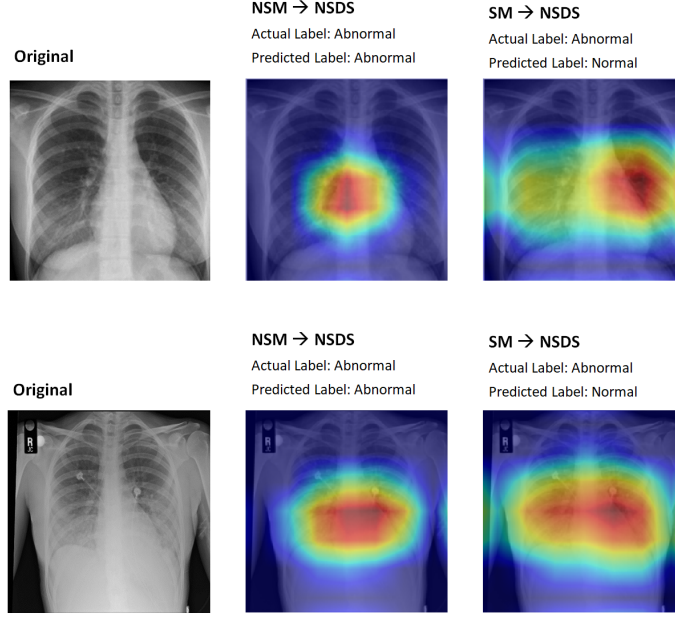 NSM → NSDS
Actual Label: Abnormal
Predicted Label: Abnormal
SM → NSDS
Actual Label: Abnormal
Predicted Label: Normal
Original
NSM → NSDS
Actual Label: Abnormal
Predicted Label: Abnormal
SM → NSDS
Actual Label: Abnormal
Predicted Label: Normal
Original
R
R
R